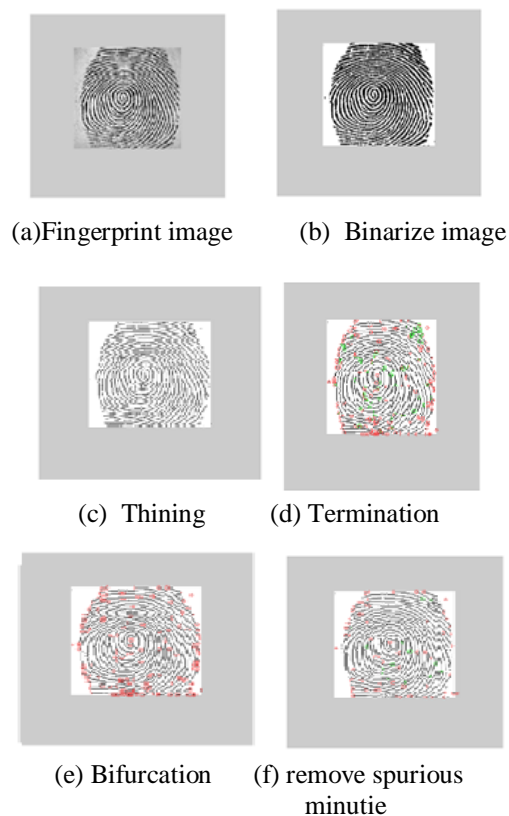 (a)Fingerprint image (b) Binarize image
(c) Thining (d) Termination
(e) Bifurcation (f) remove spurious
minutie